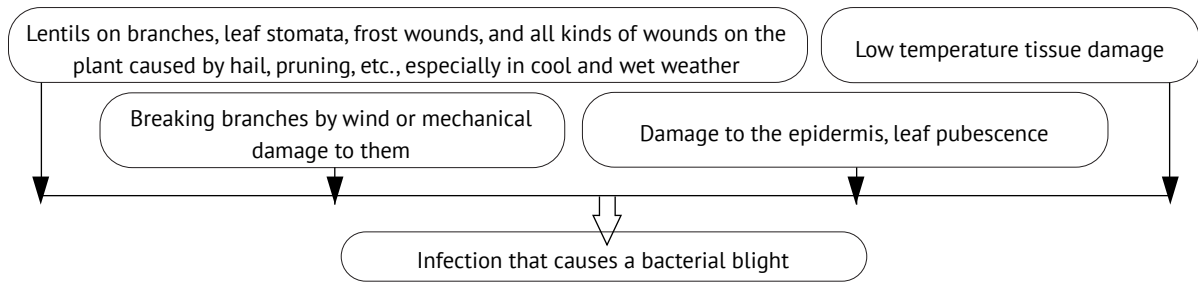 Lentils on branches, leaf stomata, frost wounds, and all kinds of wounds on the
plant caused by hail, pruning, etc., especially in cool and wet weather
Low temperature tissue damage
Breaking branches by wind or mechanical
damage to them
Damage to the epidermis, leaf pubescence
Infection that causes a bacterial blight